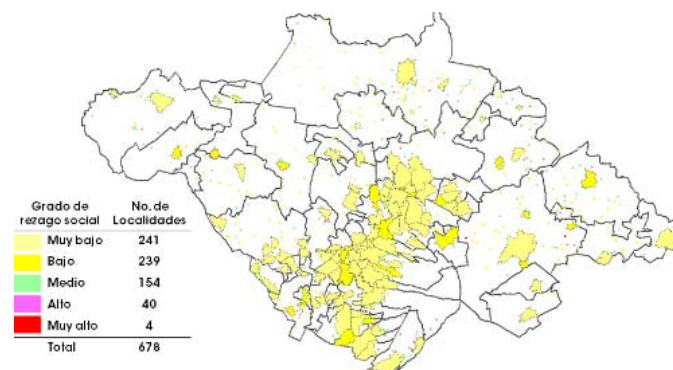 Grado de rezago social No. de Localidades
Muy bajo 241
Bajo 239
Medio 154
Alto 40
Muy alto 4
Total 678